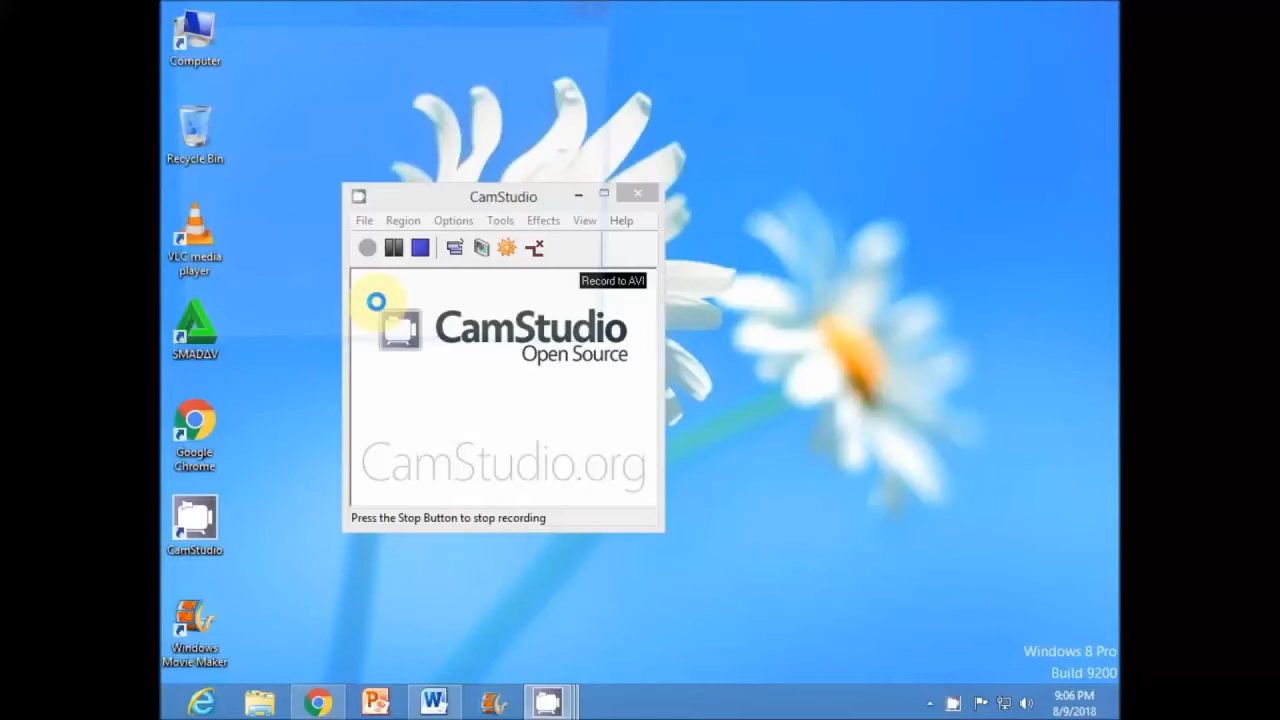 Computer
Recycle Bin
VLC media
player
SMADΔV
Google
Chrome
CamStudio
Windows
Movie Maker
CamStudio
File Region Options Tools Effects View Help
Record to AVI
CamStudio
Open Source
CamStudio.org
Press the Stop Button to stop recording
Windows 8 Pro
Build 9200
9:06 PM
8/9/2018